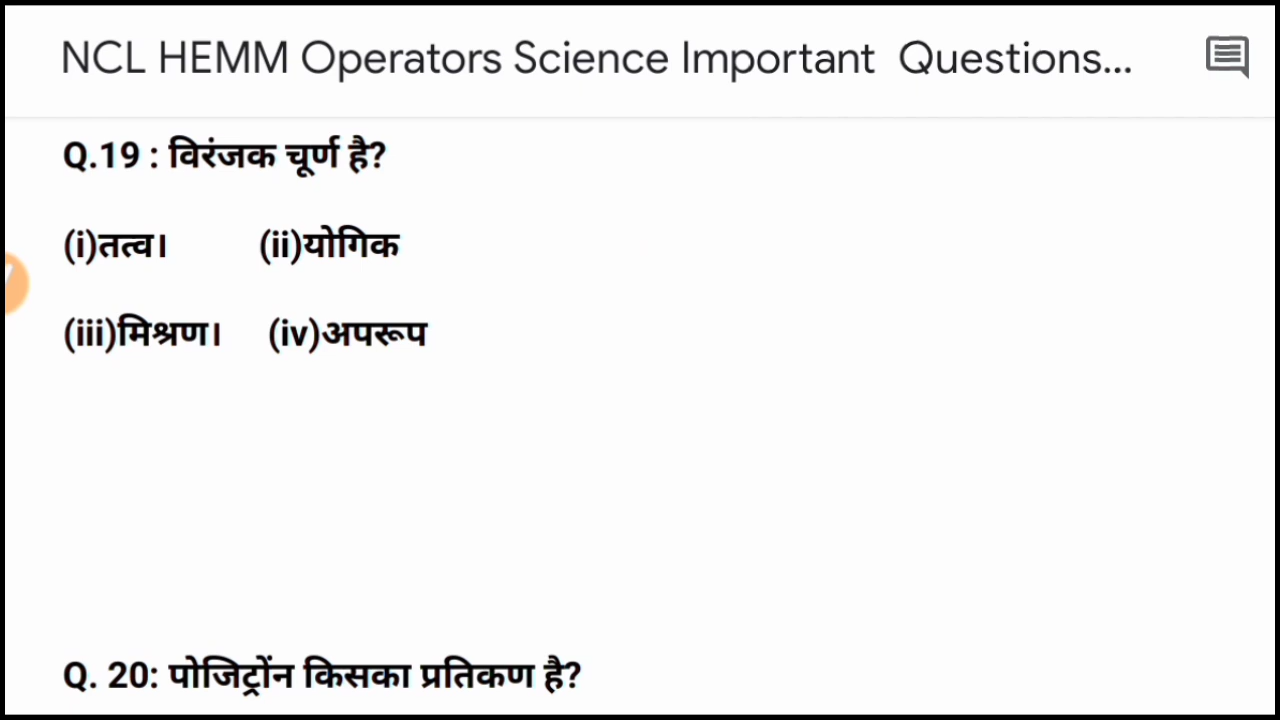 NCL HEMM Operators Science Important Questions...
Q.19 : विरंजक चूर्ण है?
(i)तत्व। (ii)योगिक
(iii)मिश्रण। (iv)अपरूप
Q. 20: पोजिट्रोंन किसका प्रतिकण है?